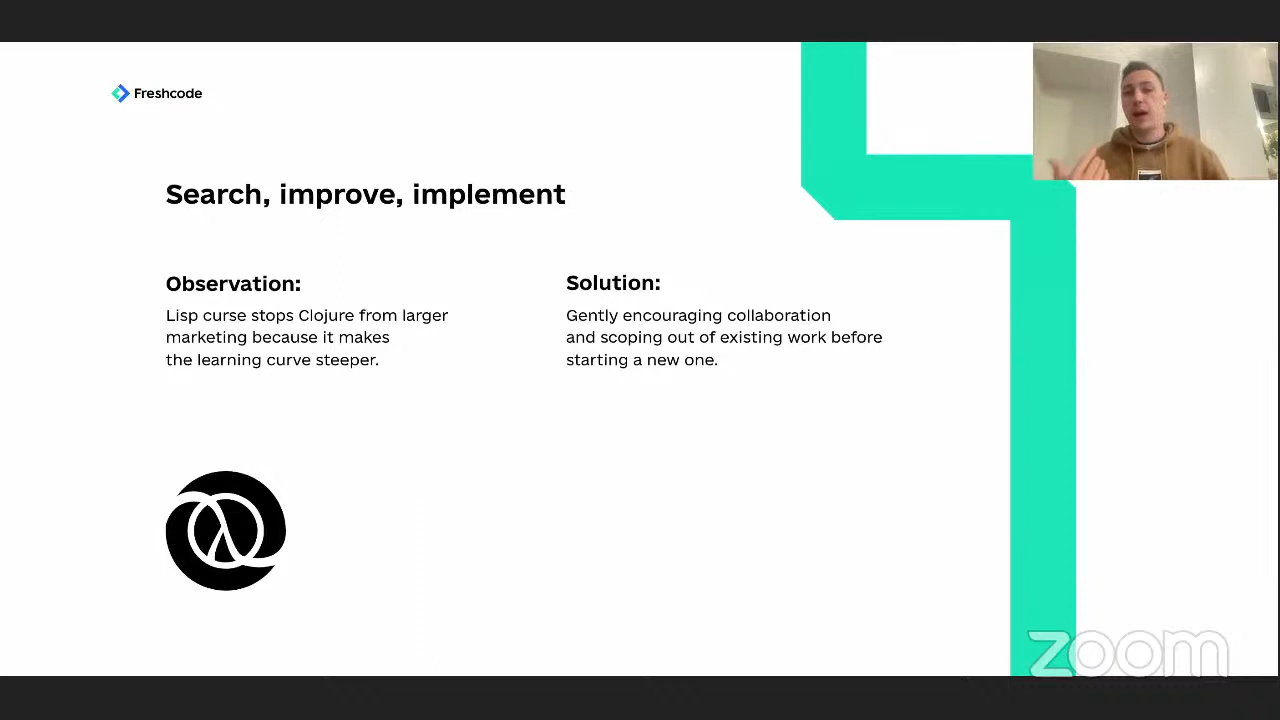 Freshcode
Search, improve, implement
Observation:
Lisp curse stops Clojure from larger
marketing because it makes
the learning curve steeper.
Solution:
Gently encouraging collaboration
and scoping out of existing work before
starting a new one.
zoom